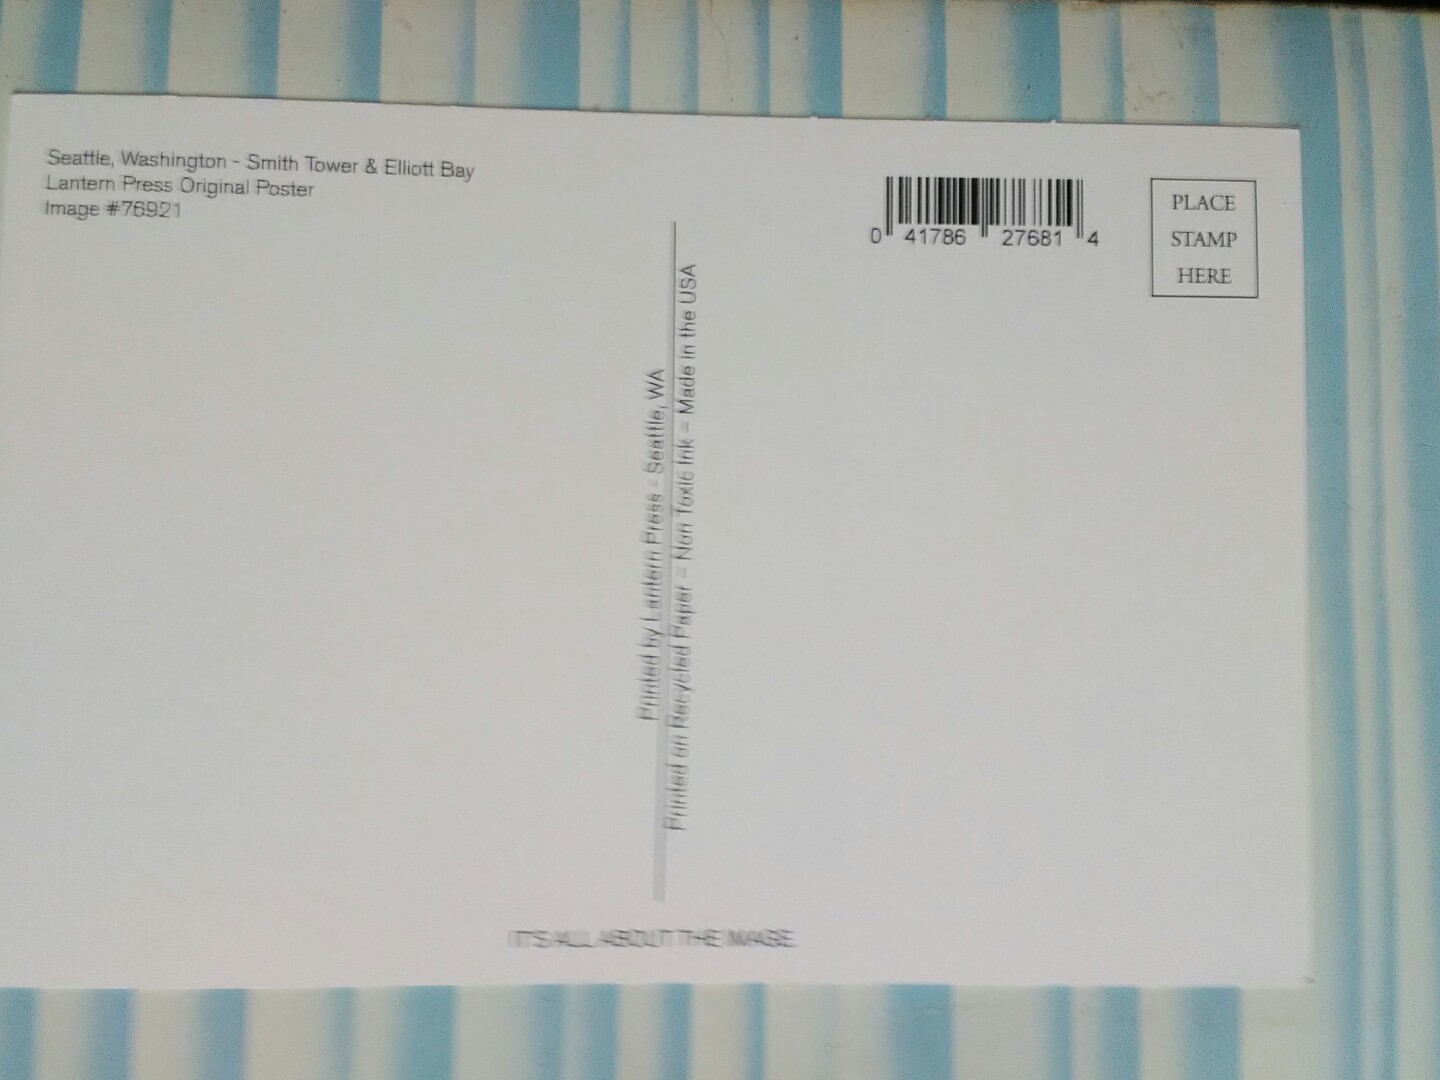 Seattle, Washington - Smith Tower & Elliott Bay
Lantern Press Original Poster
Image #76921
0 41786 27681 4
PLACE
STAMP
HERE
Printed by Lantern Press - Seattle, WA
Printed on Recycled Paper - Non Toxic Ink - Made in the USA
IT'S ALL ABOUT THE IMAGE.